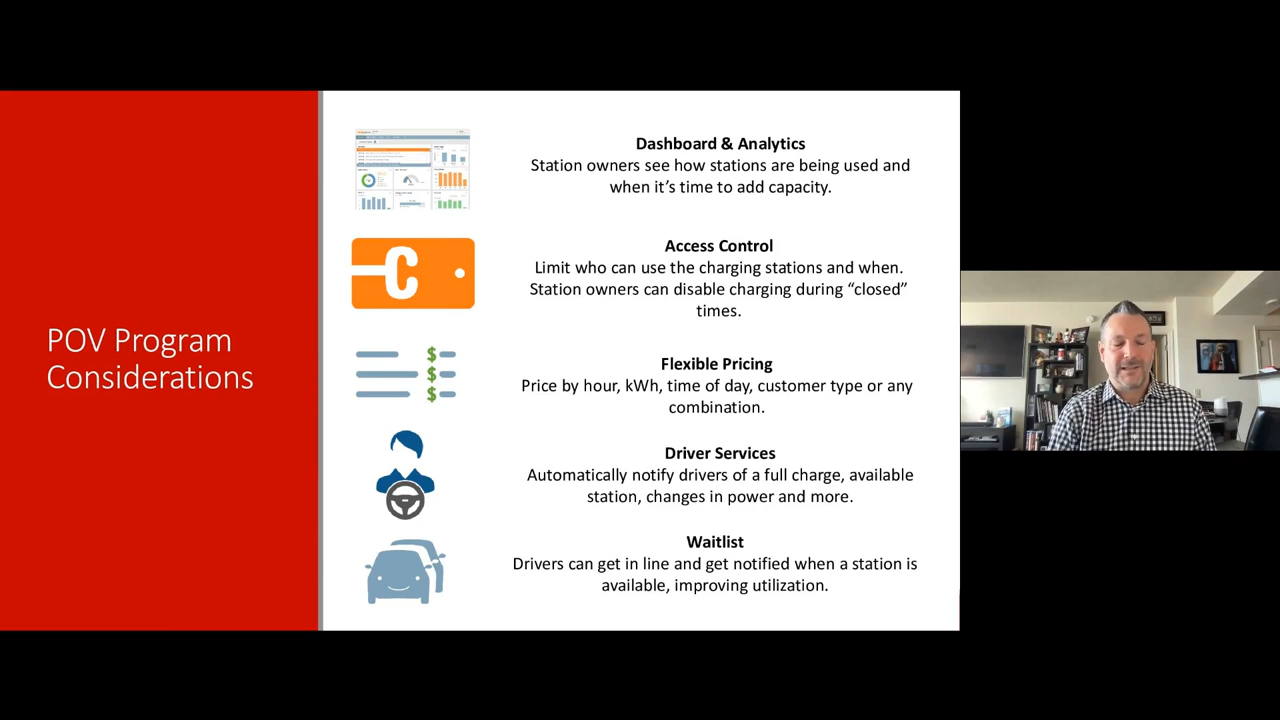 POV Program
Considerations
Dashboard & Analytics
Station owners see how stations are being used and
when it’s time to add capacity.
C
Access Control
Limit who can use the charging stations and when.
Station owners can disable charging during “closed”
times.
$
$
$
Flexible Pricing
Price by hour, kWh, time of day, customer type or any
combination.
Driver Services
Automatically notify drivers of a full charge, available
station, changes in power and more.
Waitlist
Drivers can get in line and get notified when a station is
available, improving utilization.